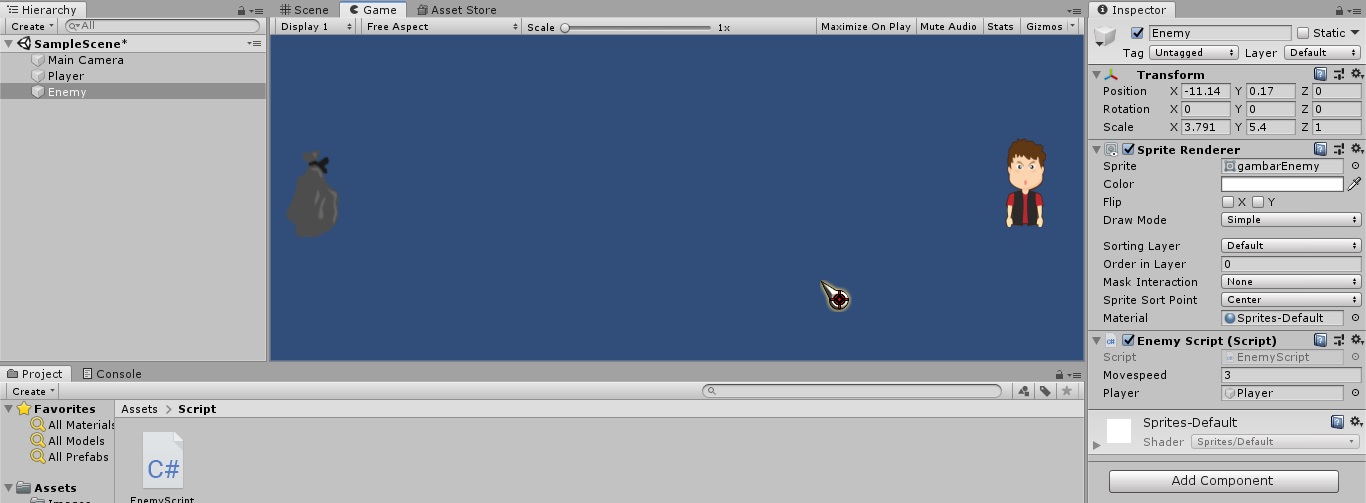 Hierarchy
Create
All
SampleScene*
Main Camera
Player
Enemy
Scene
Game
Asset Store
Display 1
Free Aspect
Scale
1x
Maximize On Play
Mute Audio
Stats
Gizmos
Inspector
Enemy
Static
Tag Untagged
Layer Default
Transform
Position X -11.14 Y 0.17 Z 0
Rotation X 0 Y 0 Z 0
Scale X 3.791 Y 5.4 Z 1
Sprite Renderer
Sprite gambarEnemy
Color
Flip X Y
Draw Mode Simple
Sorting Layer Default
Order in Layer 0
Mask Interaction None
Sprite Sort Point Center
Material Sprites-Default
C# Enemy Script (Script)
Script EnemyScript
Movespeed 3
Player Player
Sprites-Default
Shader Sprites/Default
Add Component
Project
Console
Create
Favorites
All Materials
All Models
All Prefabs
Assets
Images
Assets > Script
C#
EnemyScript